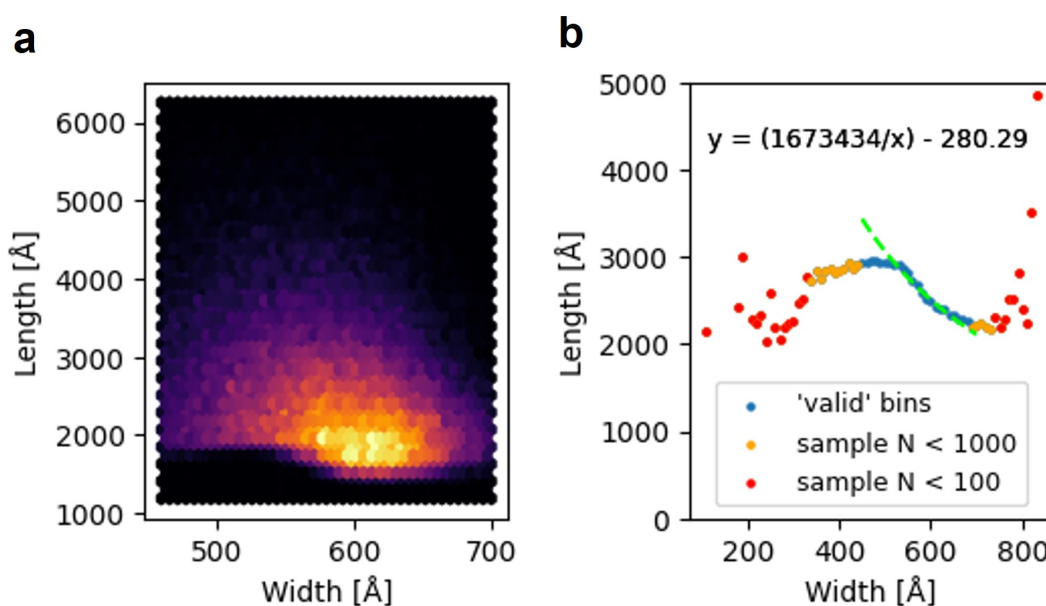 a
6000
5000
4000
3000
2000
1000
Length [Å]
500 600 700
Width [Å]
b
5000
4000
3000
2000
1000
0
Length [Å]
y = (1673434/x) - 280.29
'valid' bins
sample N < 1000
sample N < 100
200 400 600 800
Width [Å]